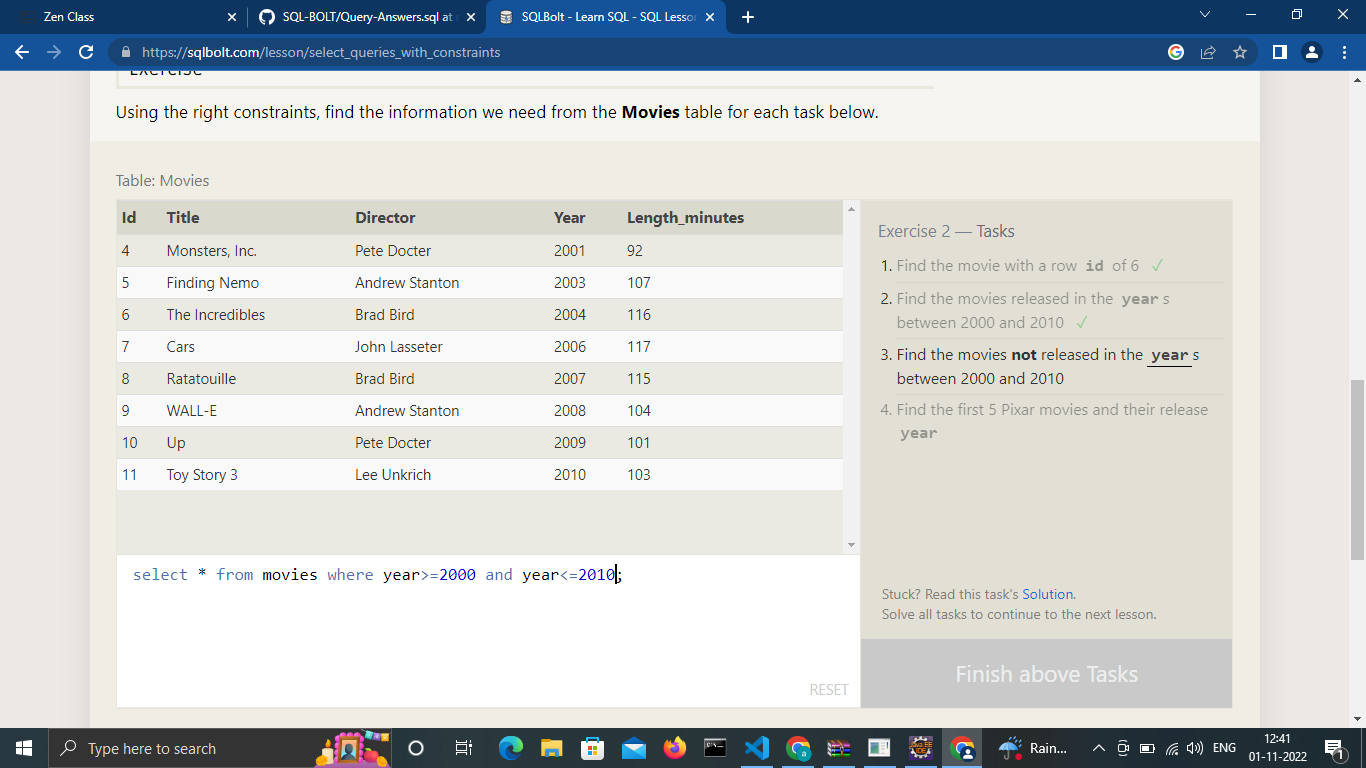 Zen Class
SQL-BOLT/Query-Answers.sql at
SQLBolt - Learn SQL - SQL Lesson
https://sqlbolt.com/lesson/select_queries_with_constraints
Exercise
Using the right constraints, find the information we need from the Movies table for each task below.
Table: Movies
Id Title Director Year Length_minutes
4 Monsters, Inc. Pete Docter 2001 92
5 Finding Nemo Andrew Stanton 2003 107
6 The Incredibles Brad Bird 2004 116
7 Cars John Lasseter 2006 117
8 Ratatouille Brad Bird 2007 115
9 WALL-E Andrew Stanton 2008 104
10 Up Pete Docter 2009 101
11 Toy Story 3 Lee Unkrich 2010 103
select * from movies where year>=2000 and year<=2010;
RESET
Exercise 2 — Tasks
1. Find the movie with a row id of 6 ✓
2. Find the movies released in the year s
between 2000 and 2010 ✓
3. Find the movies not released in the year s
between 2000 and 2010
4. Find the first 5 Pixar movies and their release
year
Stuck? Read this task's Solution.
Solve all tasks to continue to the next lesson.
Finish above Tasks
Type here to search
Rain...
ENG
12:41
01-11-2022
1